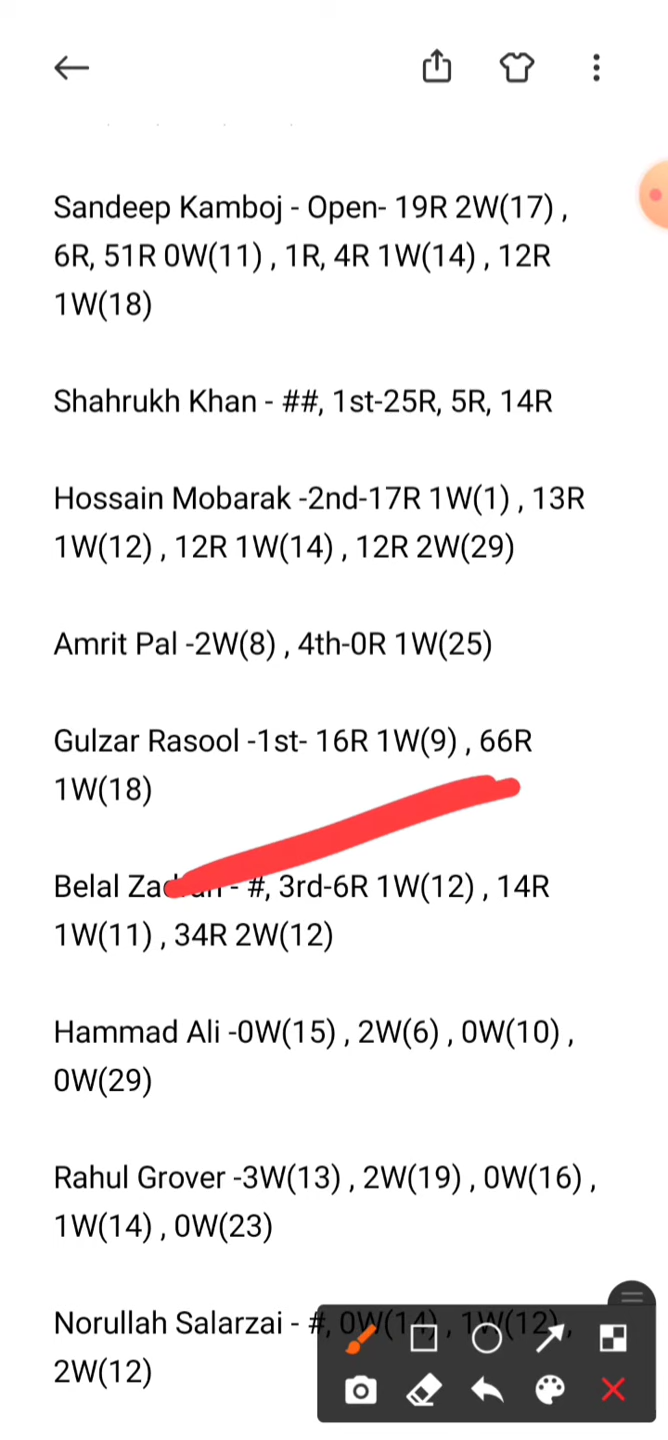 Sandeep Kamboj - Open- 19R 2W(17) ,
6R, 51R 0W(11) , 1R, 4R 1W(14) , 12R
1W(18)
Shahrukh Khan - ##, 1st-25R, 5R, 14R
Hossain Mobarak -2nd-17R 1W(1) , 13R
1W(12) , 12R 1W(14) , 12R 2W(29)
Amrit Pal -2W(8) , 4th-0R 1W(25)
Gulzar Rasool -1st- 16R 1W(9) , 66R
1W(18)
Belal - #, 3rd-6R 1W(12) , 14R
1W(11) , 34R 2W(12)
Hammad Ali -0W(15) , 2W(6) , 0W(10) ,
0W(29)
Rahul Grover -3W(13) , 2W(19) , 0W(16) ,
1W(14) , 0W(23)
Norullah Salarzai - #, 0W(14) , 1W(12) ,
2W(12)